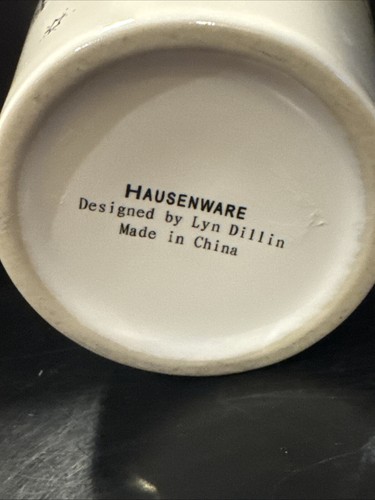 HAUSENWARE
Designed by Lyn Dillin
Made in China